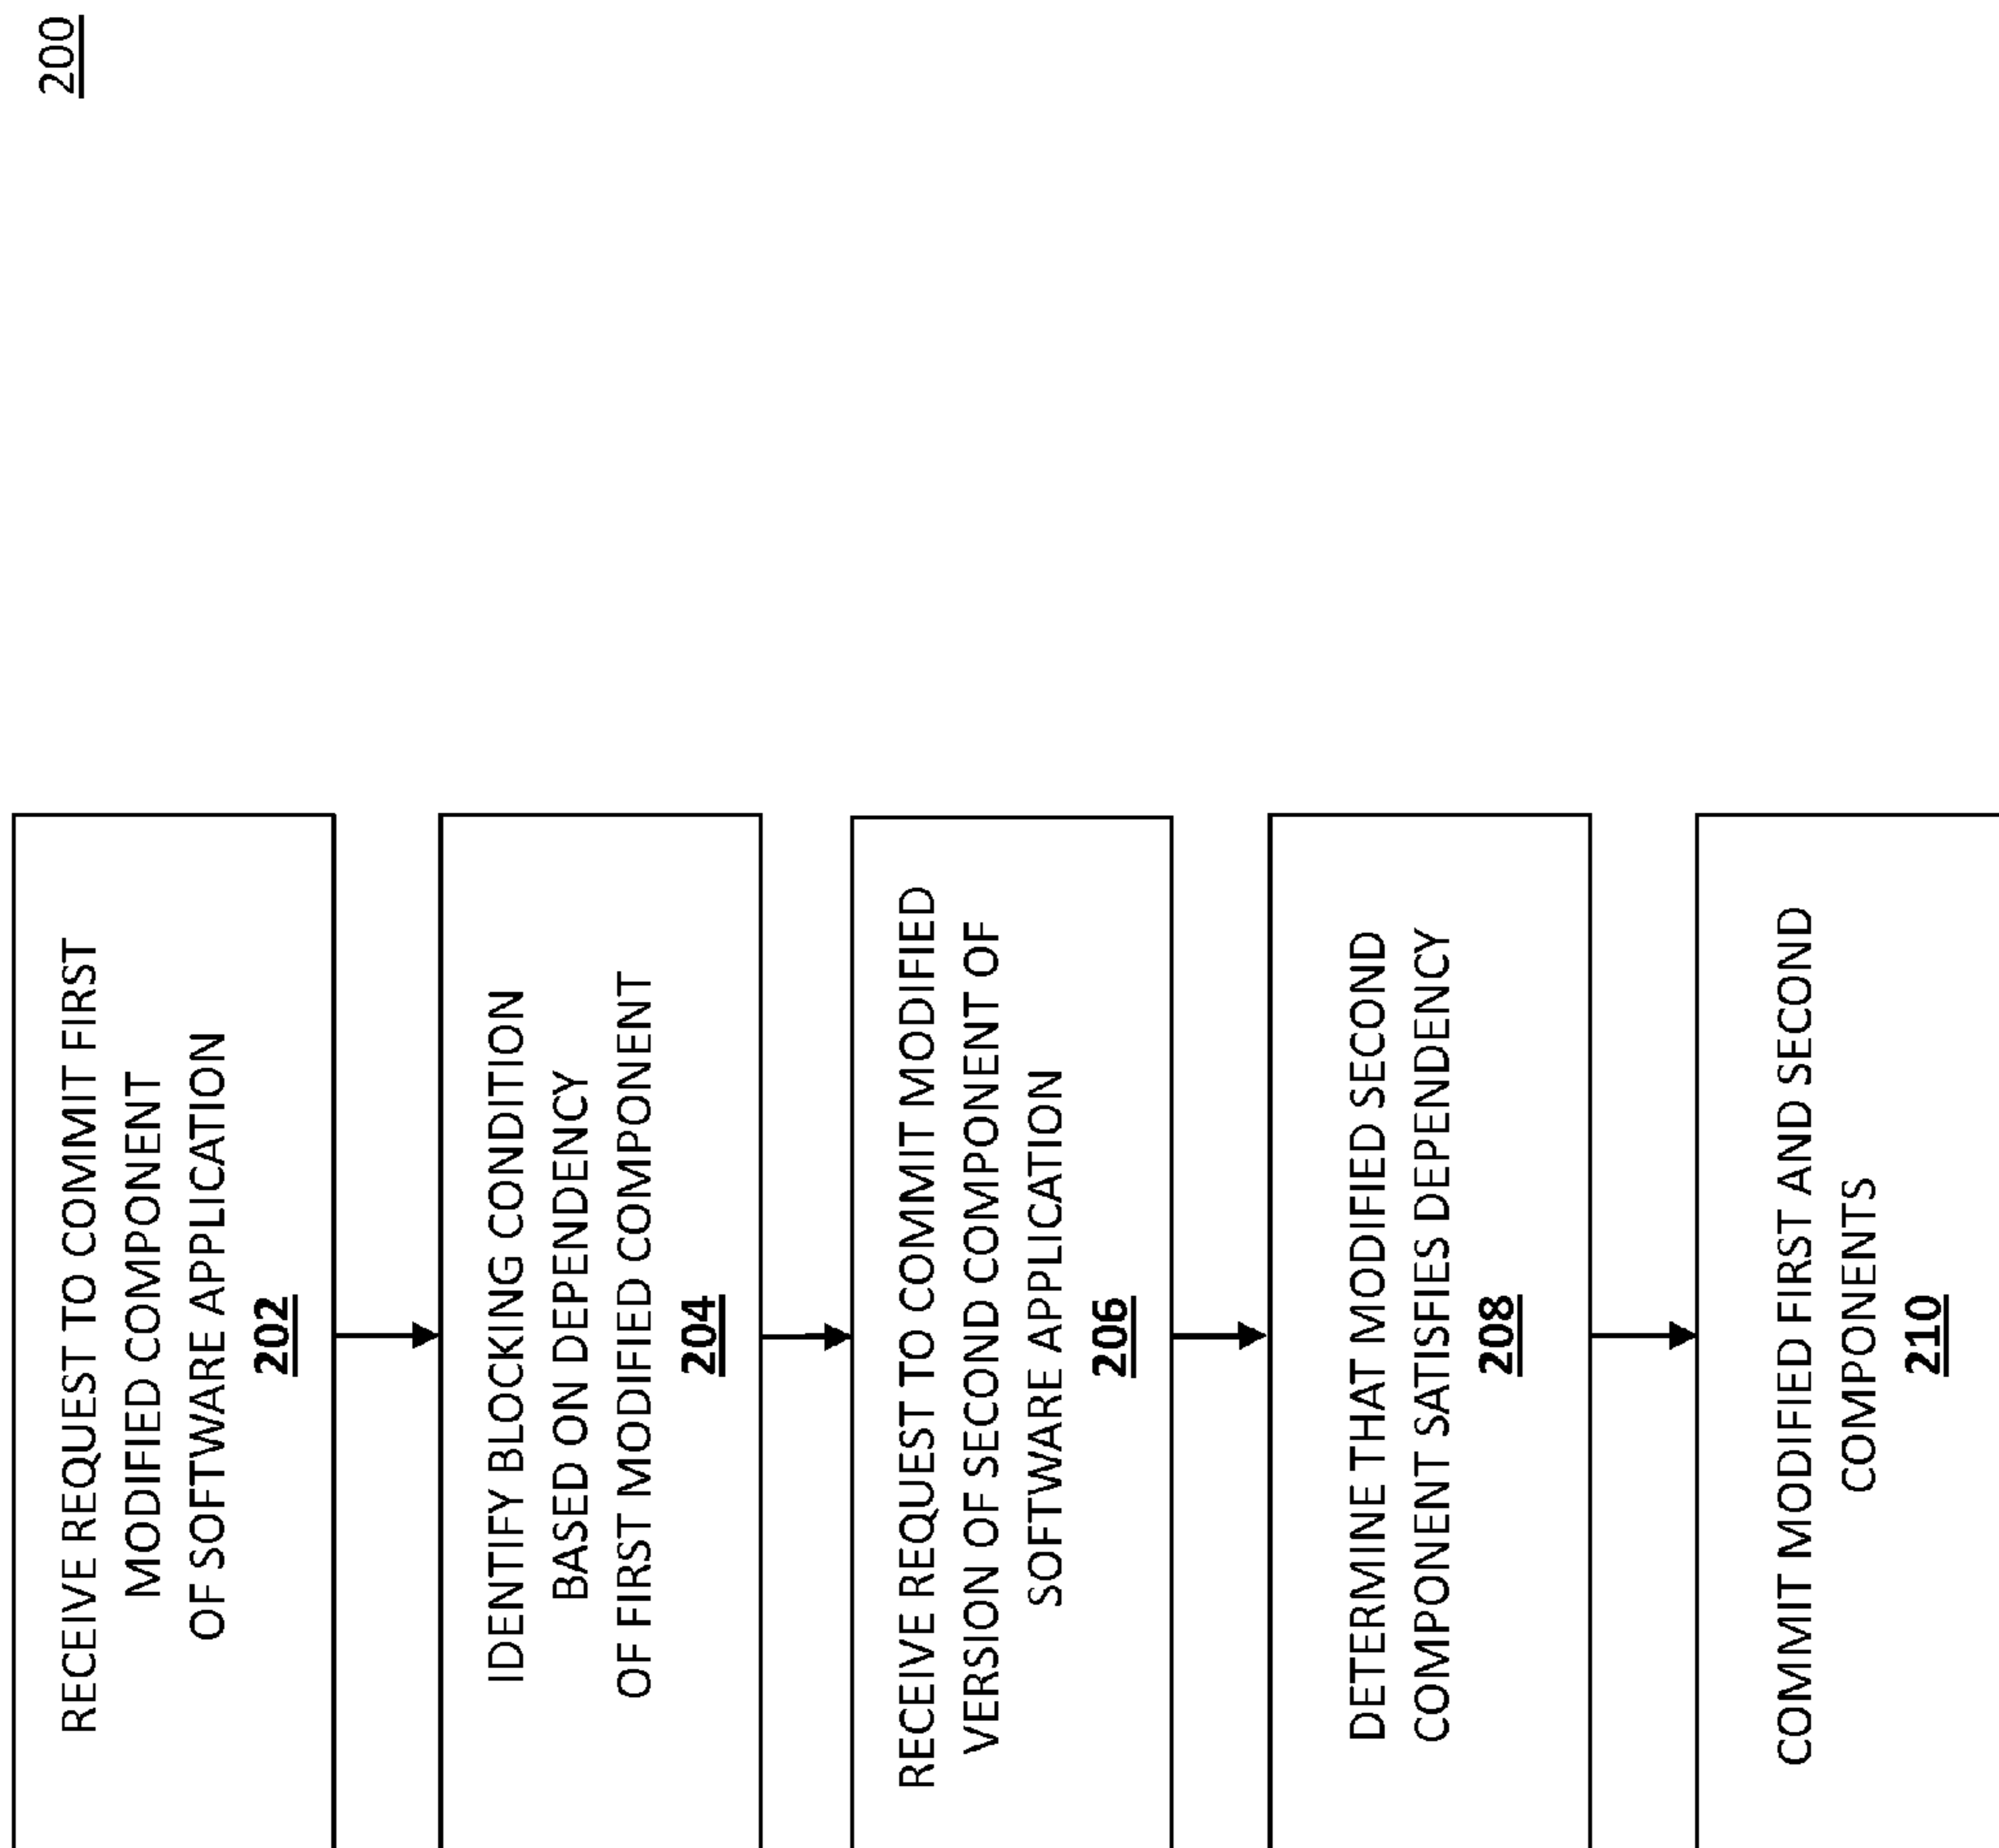 200
RECEIVE REQUEST TO COMMIT FIRST
MODIFIED COMPONENT
OF SOFTWARE APPLICATION
202
IDENTIFY BLOCKING CONDITION
BASED ON DEPENDENCY
OF FIRST MODIFIED COMPONENT
204
RECEIVE REQUEST TO COMMIT MODIFIED
VERSION OF SECOND COMPONENT OF
SOFTWARE APPLICATION
206
DETERMINE THAT MODIFIED SECOND
COMPONENT SATISFIES DEPENDENCY
208
COMMIT MODIFIED FIRST AND SECOND
COMPONENTS
210